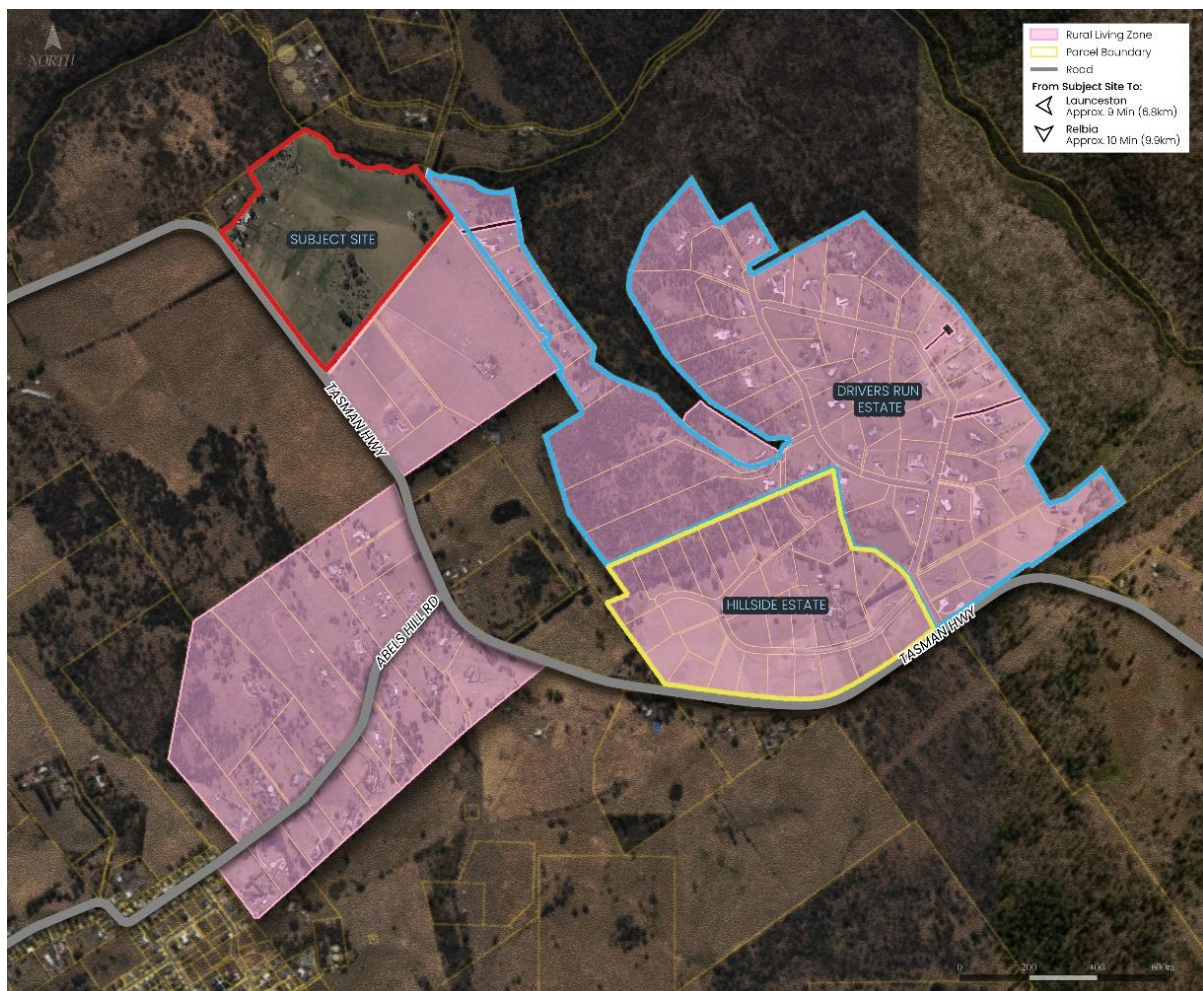 NORTH
Rural Living Zone
Parcel Boundary
Road
From Subject Site To:
Launceston
Approx. 9 Min (6.8km)
Relbia
Approx. 10 Min (9.9km)
SUBJECT SITE
DRIVERS RUN
ESTATE
TASMAN HWY
HILLSIDE ESTATE
ABELS HILL RD
TASMAN HWY
0 200 400 600m